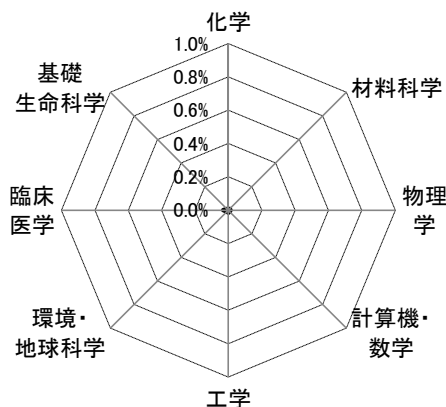 化学
1.0%
0.8%
0.6%
0.4%
0.2%
0.0%
材料科学
物理
学
計算機・
数学
工学
環境・
地球科学
臨床
医学
基礎
生命科学